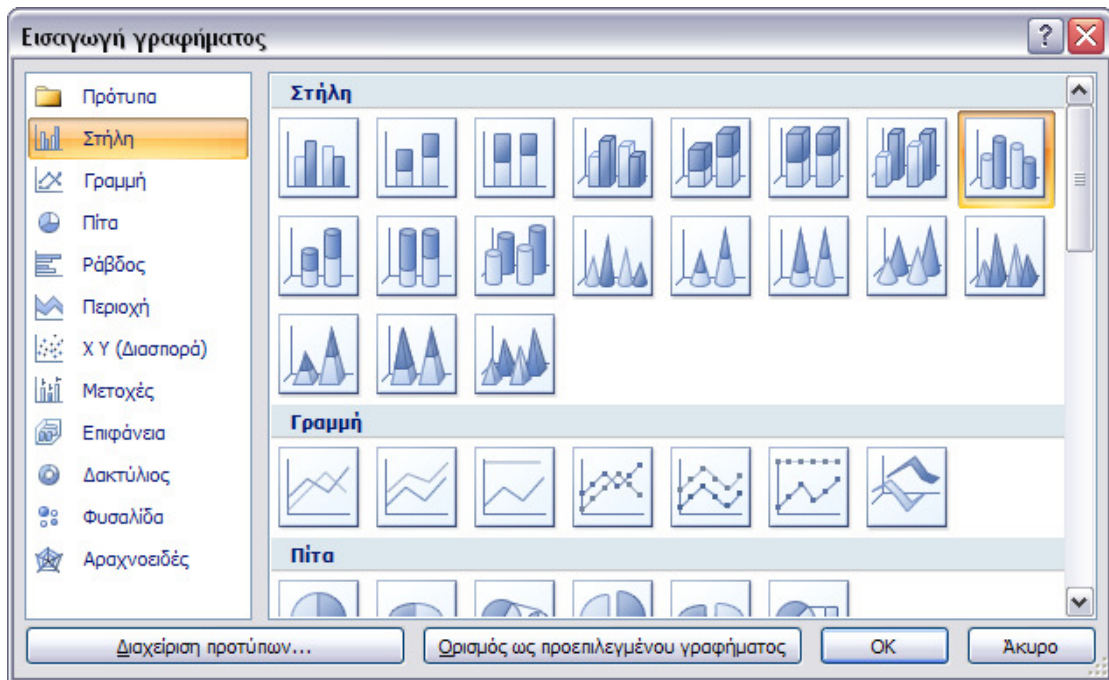 Εισαγωγή γραφήματος
Πρότυπα
Στήλη
Γραμμή
Πίτα
Ράβδος
Περιοχή
X Y (Διασπορά)
Μετοχές
Επιφάνεια
Δακτύλιος
Φυσαλίδα
Αραχνοειδές
Στήλη
Γραμμή
Πίτα
Διαχείριση προτύπων...
Ορισμός ως προεπιλεγμένου γραφήματος
OK
Άκυρο